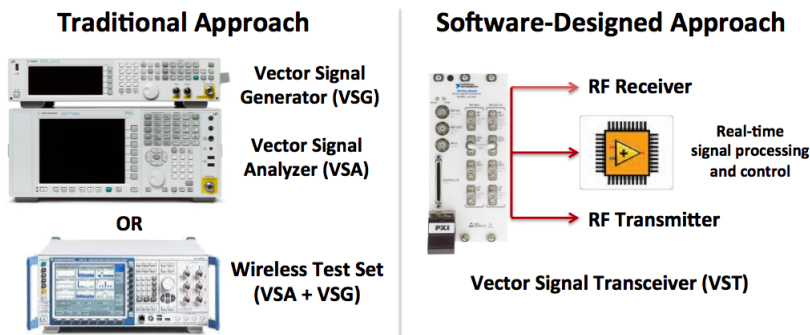 Traditional Approach
Vector Signal
Generator (VSG)
Vector Signal
Analyzer (VSA)
OR
Wireless Test Set
(VSA + VSG)
Software-Designed Approach
RF Receiver
Real-time
signal processing
and control
RF Transmitter
PXI
Vector Signal Transceiver (VST)